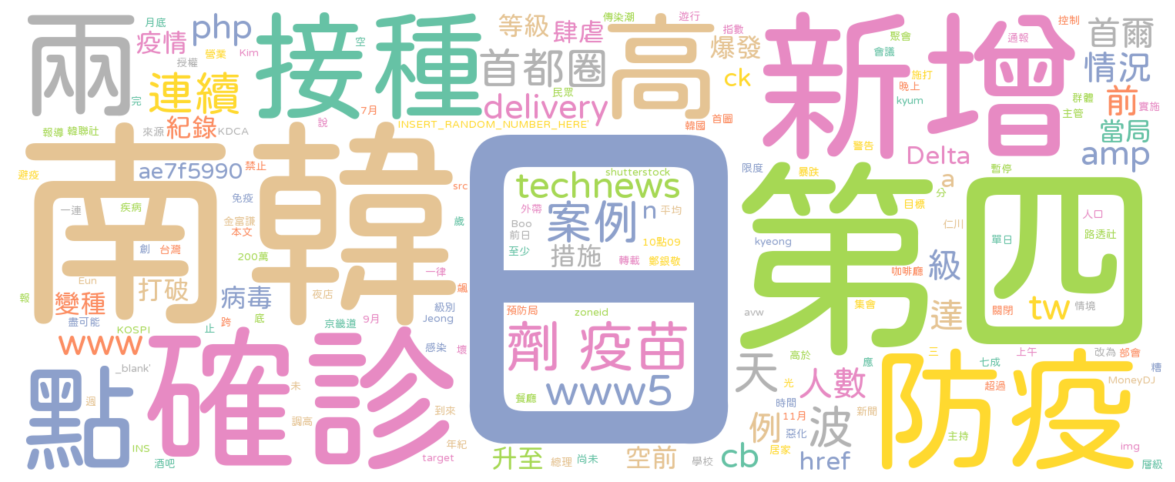 兩
月底
疫情
php
授權
營業
Kim
空
接種
等級
肆虐
傳染潮
遊行
指數
爆發
高
首都圈
ck
新增
聚會
會議
通報
控制
首爾
情況
連續
完
紀錄
報導
韓聯社
來源
KDCA
7月
說
delivery
民眾
INSERT_RANDOM_NUMBER_HERE
韓國
首圖
施打
晚上
kyum
群體
主管
前
實施
當局
amp
警告
Delta
南韓
避疫
ae7f5990
禁止
src
一連
疾病
免疫
金富謙
本文
創
台灣
歲
200萬
Eun
一律
報
變種
打破
病毒
夜店
級別
Jeong
盡可能
跨
底
京畿道
9月
KOSPI
止
www
感染
壞
日
shutterstock
technews
外帶
案例
n
平均
Boo
前日
10點09
至少
措施
轉載
鄭銀敬
預防局
zoneid
劑
疫苗
餐廳
www5
限度
暴跌
a
分
暫停
目標
第四
人口
單日
路透社
仁川
kyeong
咖啡廳
級
集會
達
關閉
tw
情境
avw
點
_blank'
週
INS
酒吧
確診
未
調高
到來
年紀
target
升至
總理
尚未
空前
學校
cb
天
高於
應
光
人數
時間
11月
新聞
例
惡化
波
居家
href
三
七成
上午
改為
部會
超過
MoneyDJ
糟
防疫
主持
img
層級